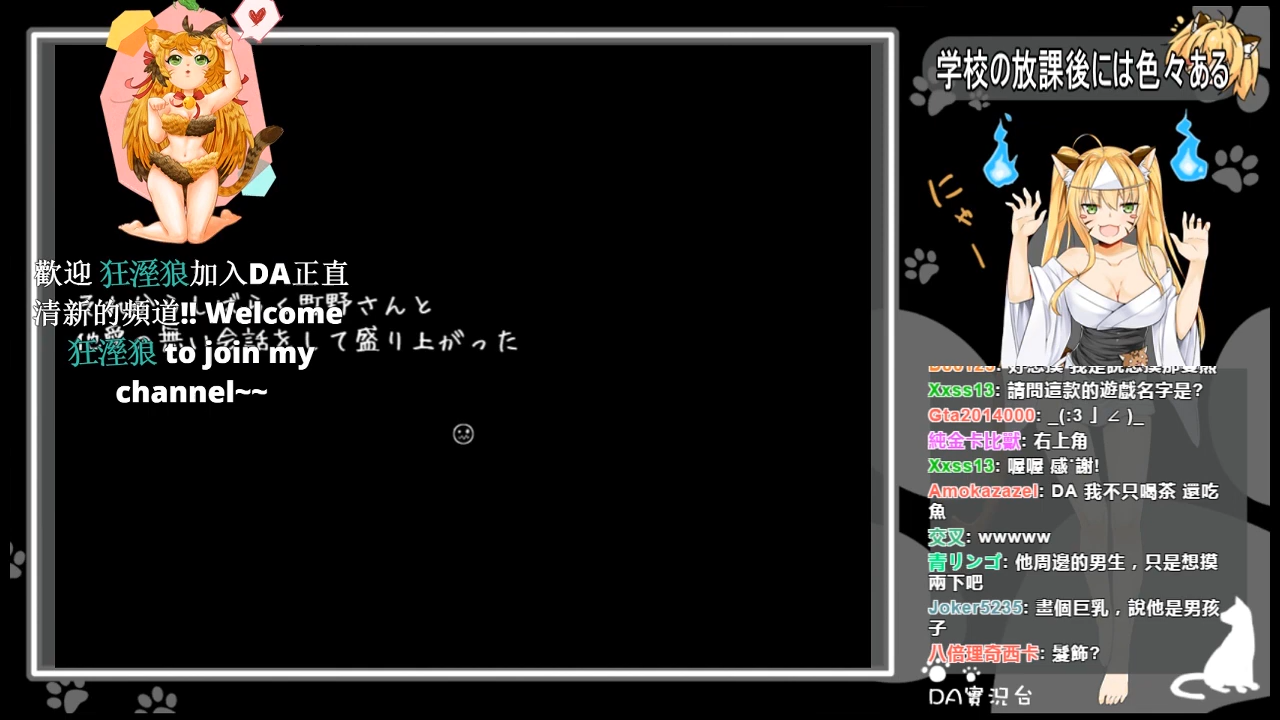 学校の放課後には色々ある
にゃー
歡迎 狂溼狼加入DA正直
清新的頻道!! Welcome
狂溼狼 to join my
channel~~
しばらく町野さんと
無い会話をして盛り上がった
Xxss13: 請問這款的遊戲名字是?
Gta2014000: _(:3 」∠ )_
純金卡比獸: 右上角
Xxss13: 喔喔 感˙謝!
Amokazazel: DA 我不只喝茶 還吃
魚
交叉: wwwww
青リンゴ: 他周邊的男生，只是想摸
兩下吧
Joker5235: 畫個巨乳，說他是男孩
子
八倍理奇西卡: 髮飾?
DA實況台